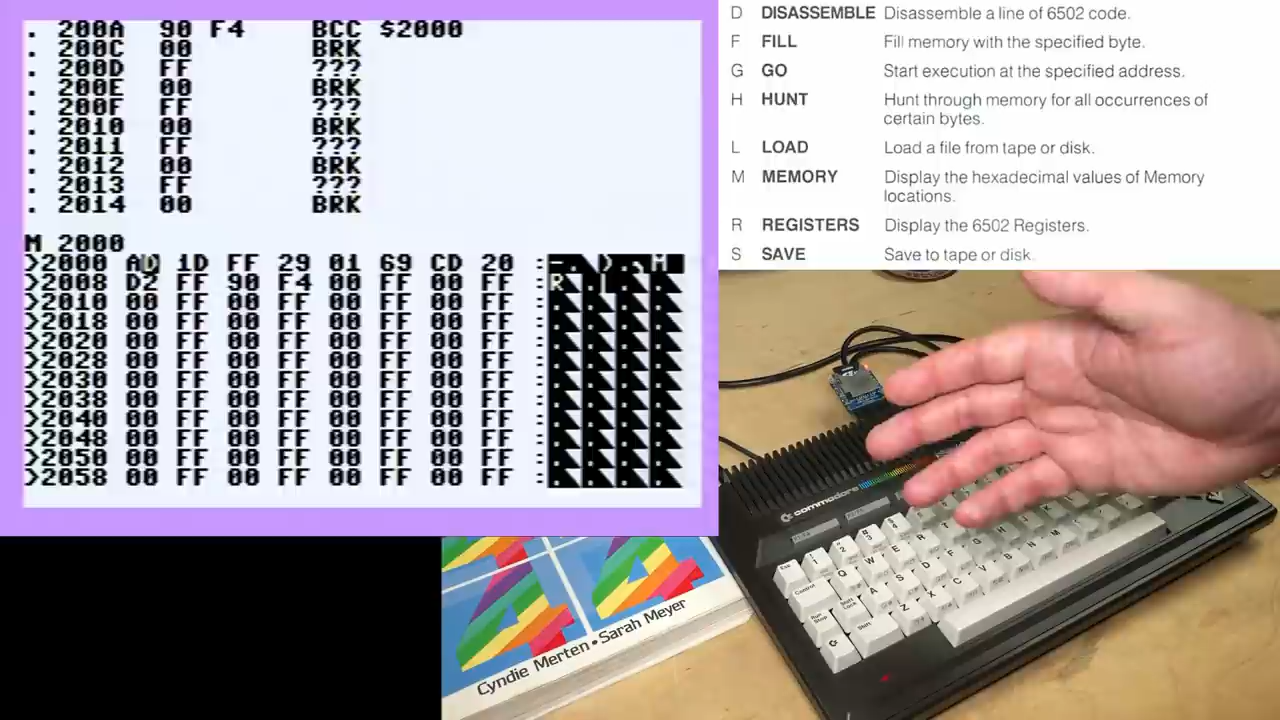 . 200A 90 F4 BCC $2000
. 200C 00 BRK
. 200D FF ???
. 200E 00 BRK
. 200F FF ???
. 2010 00 BRK
. 2011 FF ???
. 2012 00 BRK
. 2013 FF ???
. 2014 00 BRK
M 2000
>2000 AD 1D FF 29 01 69 CD 20 :
>2008 D2 FF 90 F4 00 FF 00 FF :
>2010 00 FF 00 FF 00 FF 00 FF :
>2018 00 FF 00 FF 00 FF 00 FF :
>2020 00 FF 00 FF 00 FF 00 FF :
>2028 00 FF 00 FF 00 FF 00 FF :
>2030 00 FF 00 FF 00 FF 00 FF :
>2038 00 FF 00 FF 00 FF 00 FF :
>2040 00 FF 00 FF 00 FF 00 FF :
>2048 00 FF 00 FF 00 FF 00 FF :
>2050 00 FF 00 FF 00 FF 00 FF :
>2058 00 FF 00 FF 00 FF 00 FF :
D DISASSEMBLE Disassemble a line of 6502 code.
F FILL Fill memory with the specified byte.
G GO Start execution at the specified address.
H HUNT Hunt through memory for all occurrences of
certain bytes.
L LOAD Load a file from tape or disk.
M MEMORY Display the hexadecimal values of Memory
locations.
R REGISTERS Display the 6502 Registers.
S SAVE Save to tape or disk.
commodore
Cyndie Merten • Sarah Meyer
Esc 1 2 3
Control Q W E R T
Run Stop Shift Lock A S D F G H J K L
Shift Z X C V B N M